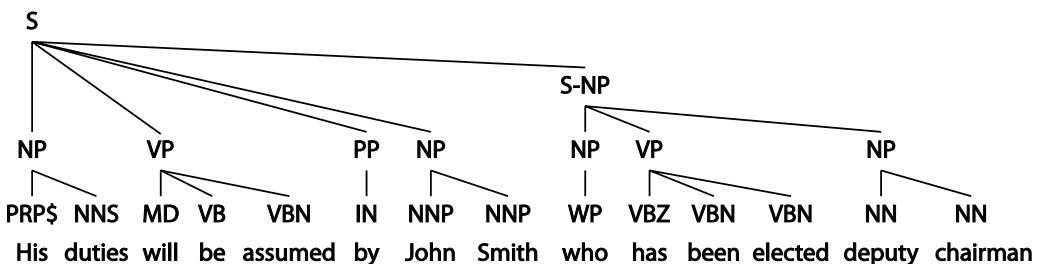 S
S-NP
NP VP PP NP NP VP NP
PRP$ NNS MD VB VBN IN NNP NNP WP VBZ VBN VBN NN NN
His duties will be assumed by John Smith who has been elected deputy chairman